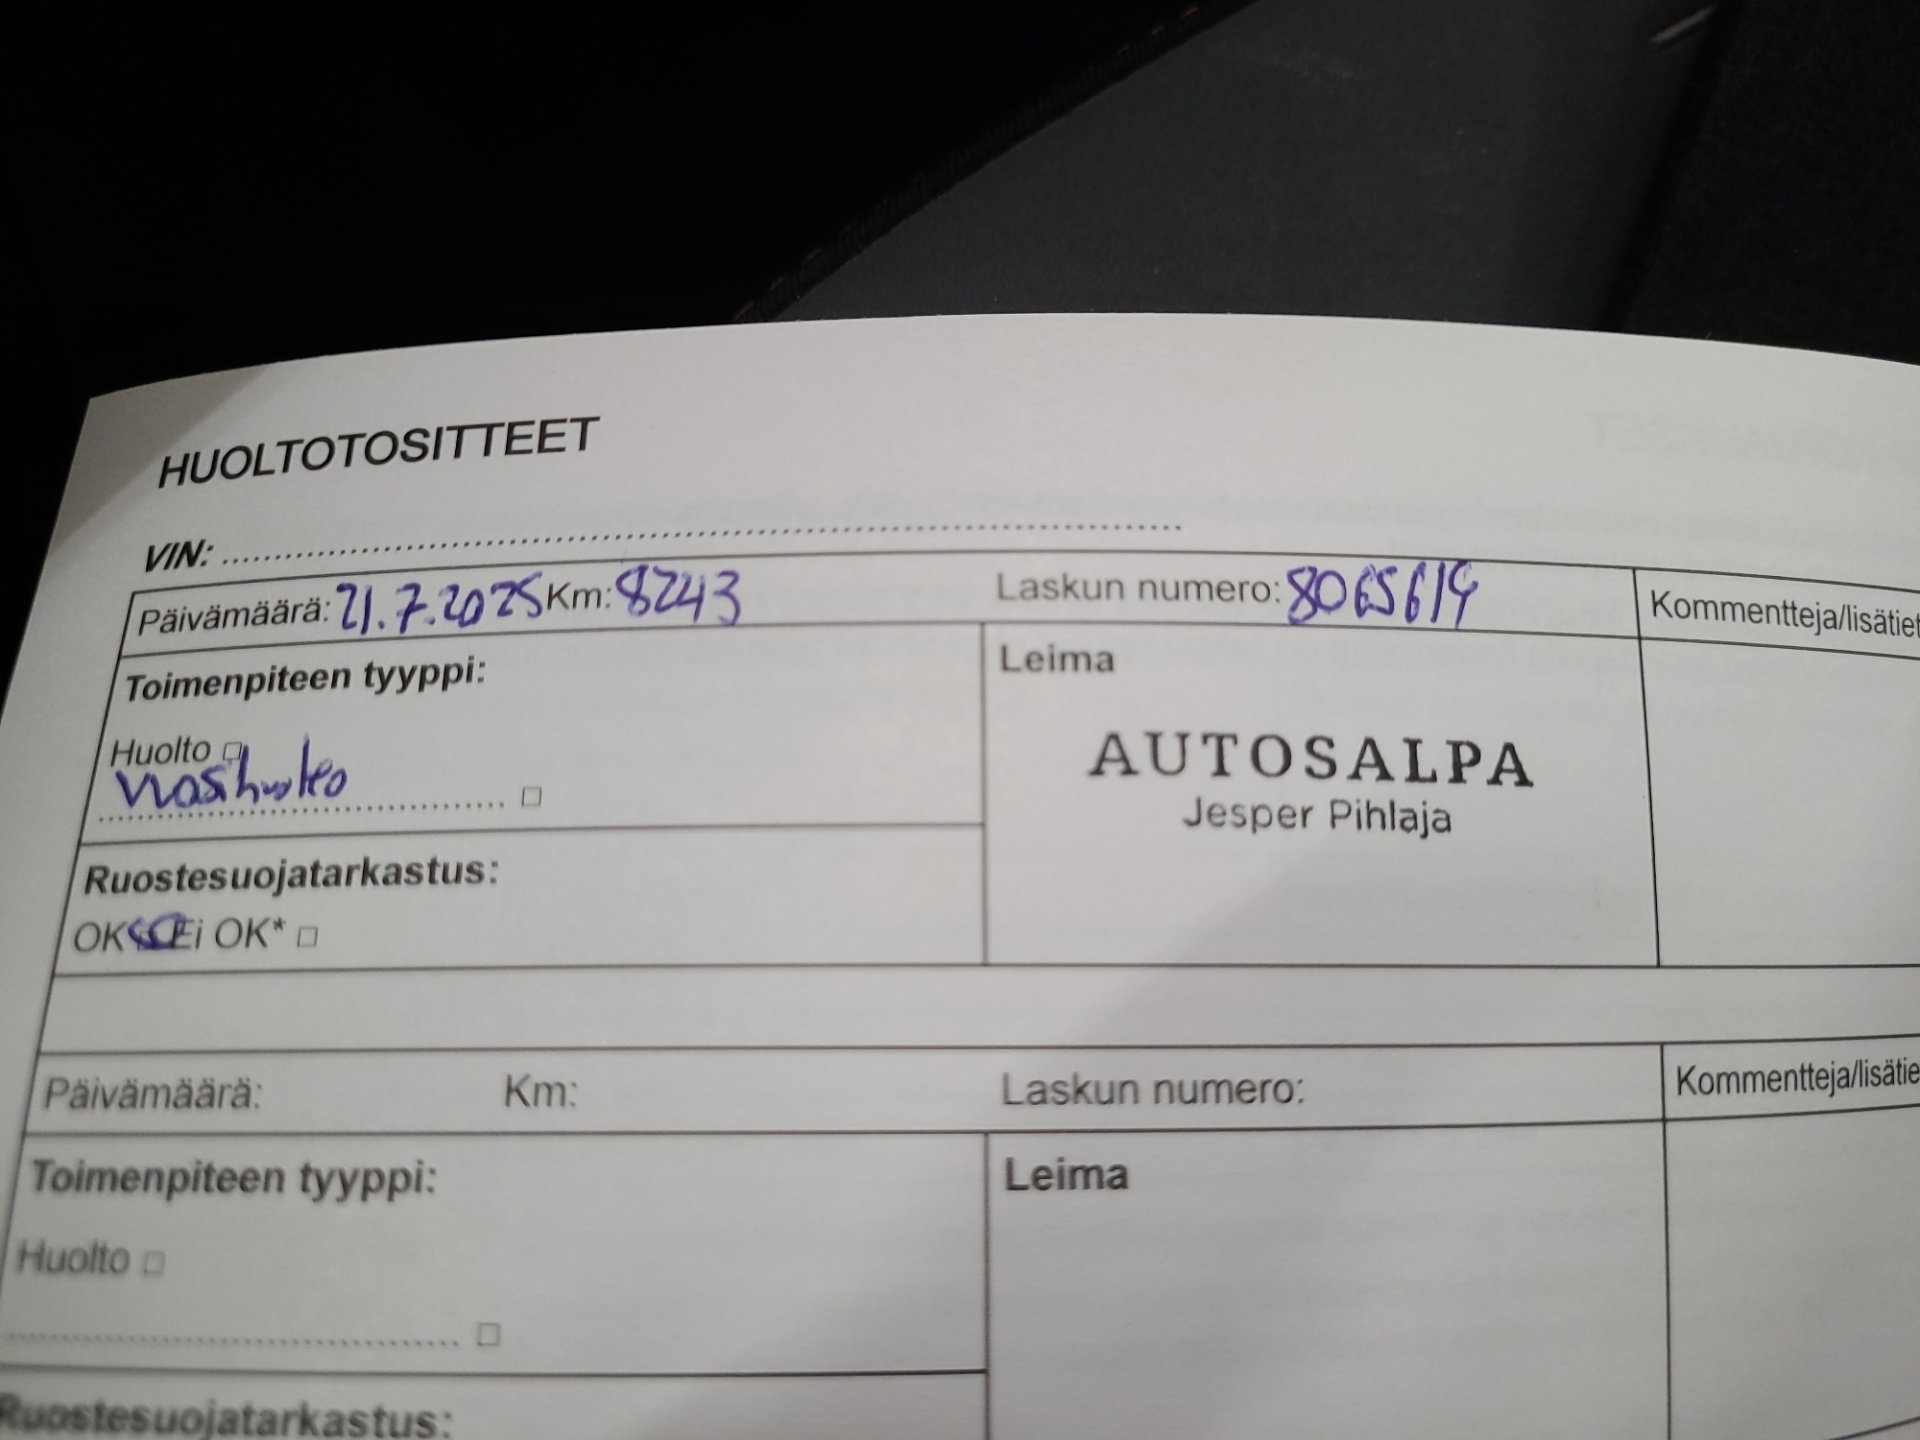 HUOLTOTOSITTEET
VIN:
Päivämäärä: 21.7.2025 Km: 8243 Laskun numero: 8065614 Kommentteja/lisätiet
Toimenpiteen tyyppi: Leima
Huolto
vuosihuolto
AUTOSALPA
Jesper Pihlaja
Ruostesuojatarkastus:
OK Ei OK*
Päivämäärä: Km: Laskun numero: Kommentteja/lisätie
Toimenpiteen tyyppi: Leima
Huolto
Ruostesuojatarkastus: